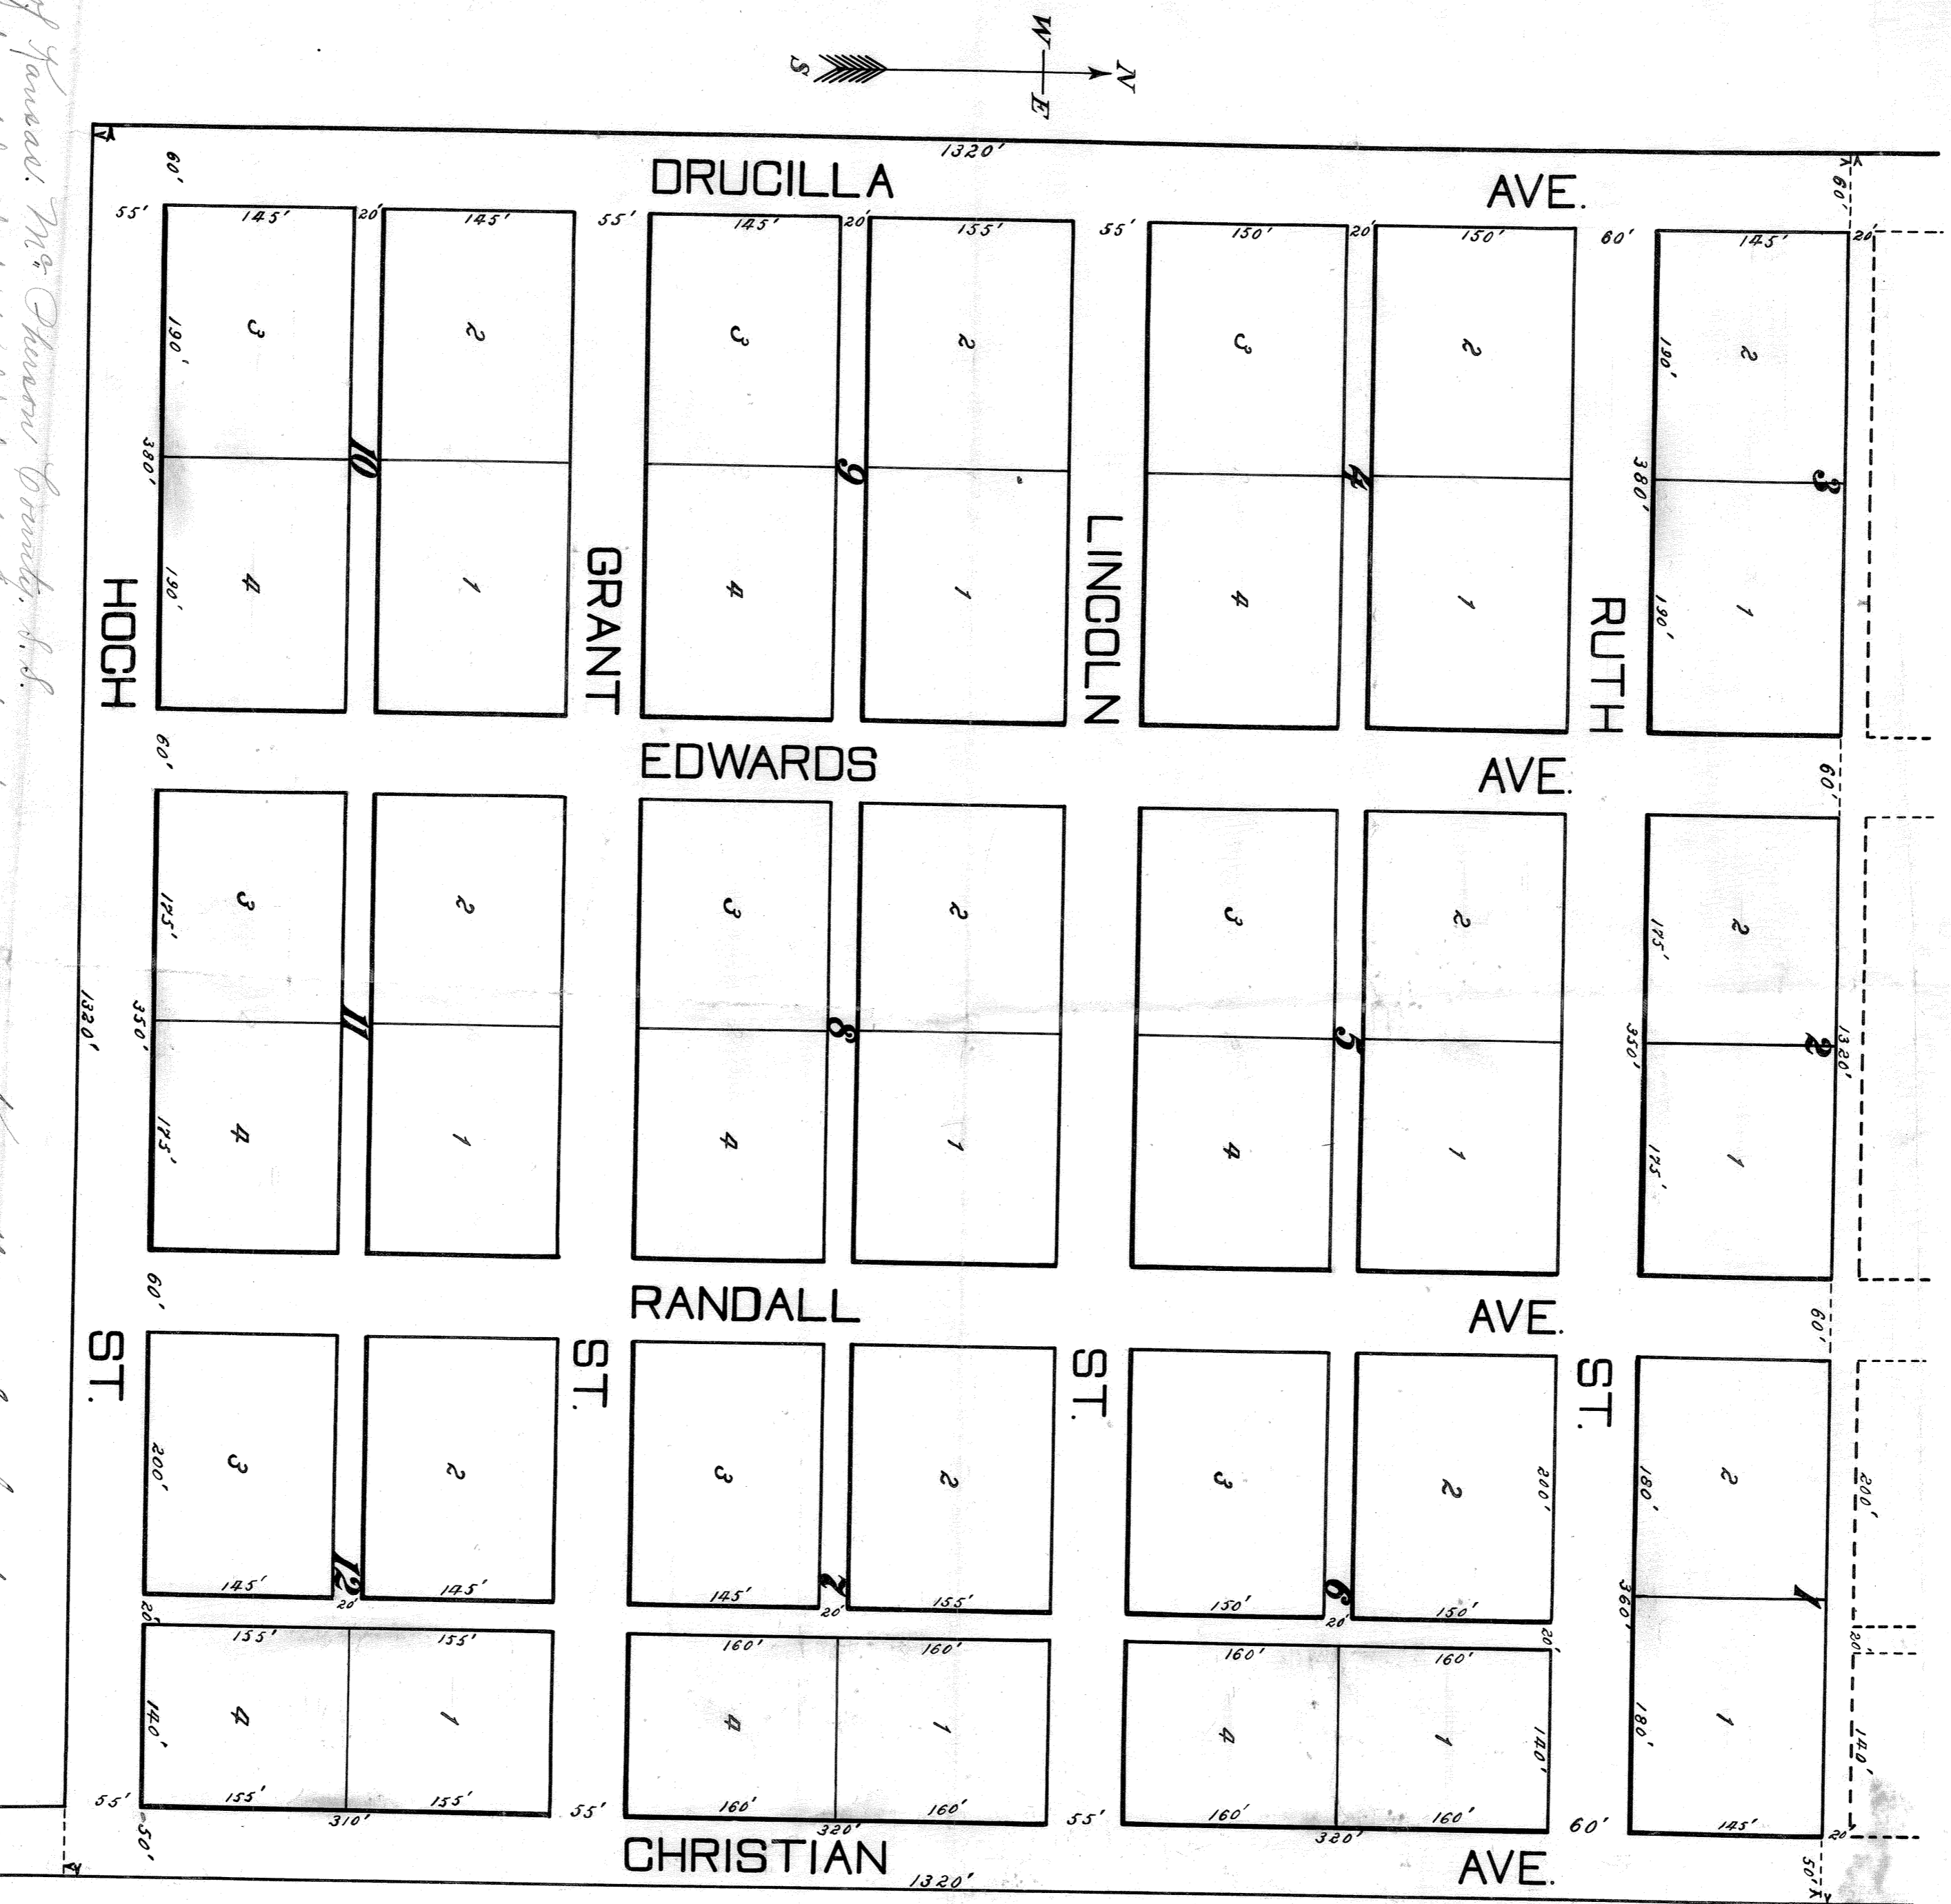 W
S N
E
1320'
DRUCILLA AVE.
60' 60'
55' 145' 20' 145' 55' 145' 20' 155' 55' 150' 20' 150' 60' 145' 20'
3 2 3 2 3 2 2
190' 190'
380' 10 9 4 380' 3
4 1 4 1 4 1 1
190' 190'
HOCH GRANT LINCOLN RUTH
60' EDWARDS AVE. 60'
3 2 3 2 3 2 2
175' 175'
1320' 350' 11 8 5 350' 2 1320'
4 1 4 1 4 1 1
175' 175'
60' RANDALL AVE. 60'
ST. ST. ST. ST.
3 2 3 2 3 2 2
200' 200' 180' 200'
12 7 6 360' 1
145' 20' 145' 145' 20' 155' 150' 20' 150'
20' 20' 20'
155' 155' 160' 160' 160' 160'
4 1 4 1 4 1 1
140' 140' 180' 140'
55' 155' 155' 55' 160' 160' 55' 160' 160' 60' 145' 20'
50' 310' 320' 320' 50'
CHRISTIAN AVE.
1320'
of Kansas. McPherson County. S.S.